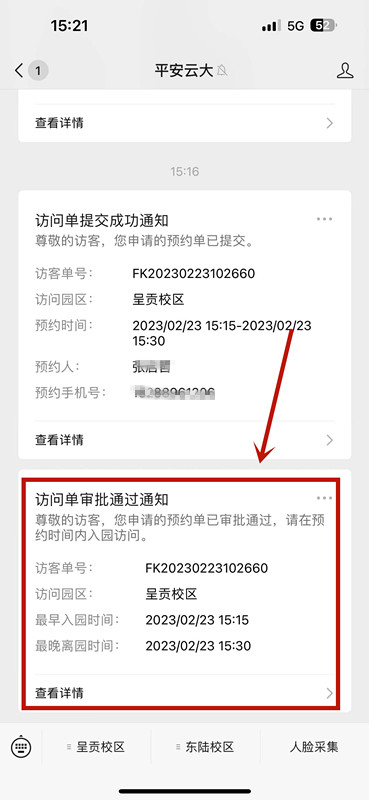 15:21
5G 52
1
平安云大
查看详情
15:16
访问单提交成功通知
尊敬的访客，您申请的预约单已提交。
访客单号： FK20230223102660
访问园区： 呈贡校区
预约时间： 2023/02/23 15:15-2023/02/23
15:30
预约人：
预约手机号：
查看详情
访问单审批通过通知
尊敬的访客，您申请的预约单已审批通过，请在预
约时间内入园访问。
访客单号： FK20230223102660
访问园区： 呈贡校区
最早入园时间： 2023/02/23 15:15
最晚离园时间： 2023/02/23 15:30
查看详情
呈贡校区 东陆校区 人脸采集